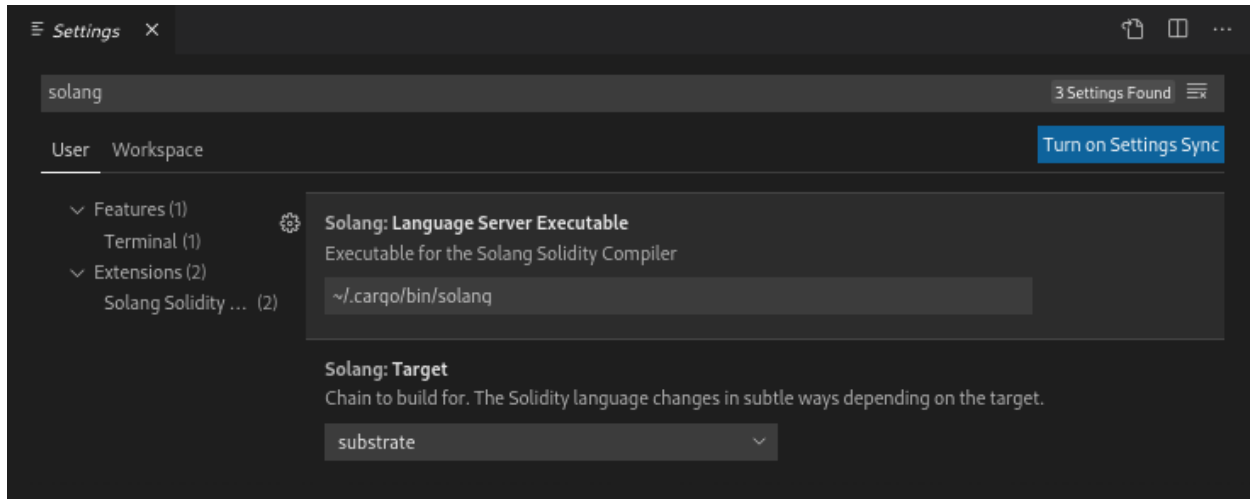 Settings
solang
3 Settings Found
User Workspace
Turn on Settings Sync
Features (1)
Terminal (1)
Extensions (2)
Solang Solidity ... (2)
Solang: Language Server Executable
Executable for the Solang Solidity Compiler
~/.cargo/bin/solang
Solang: Target
Chain to build for. The Solidity language changes in subtle ways depending on the target.
substrate